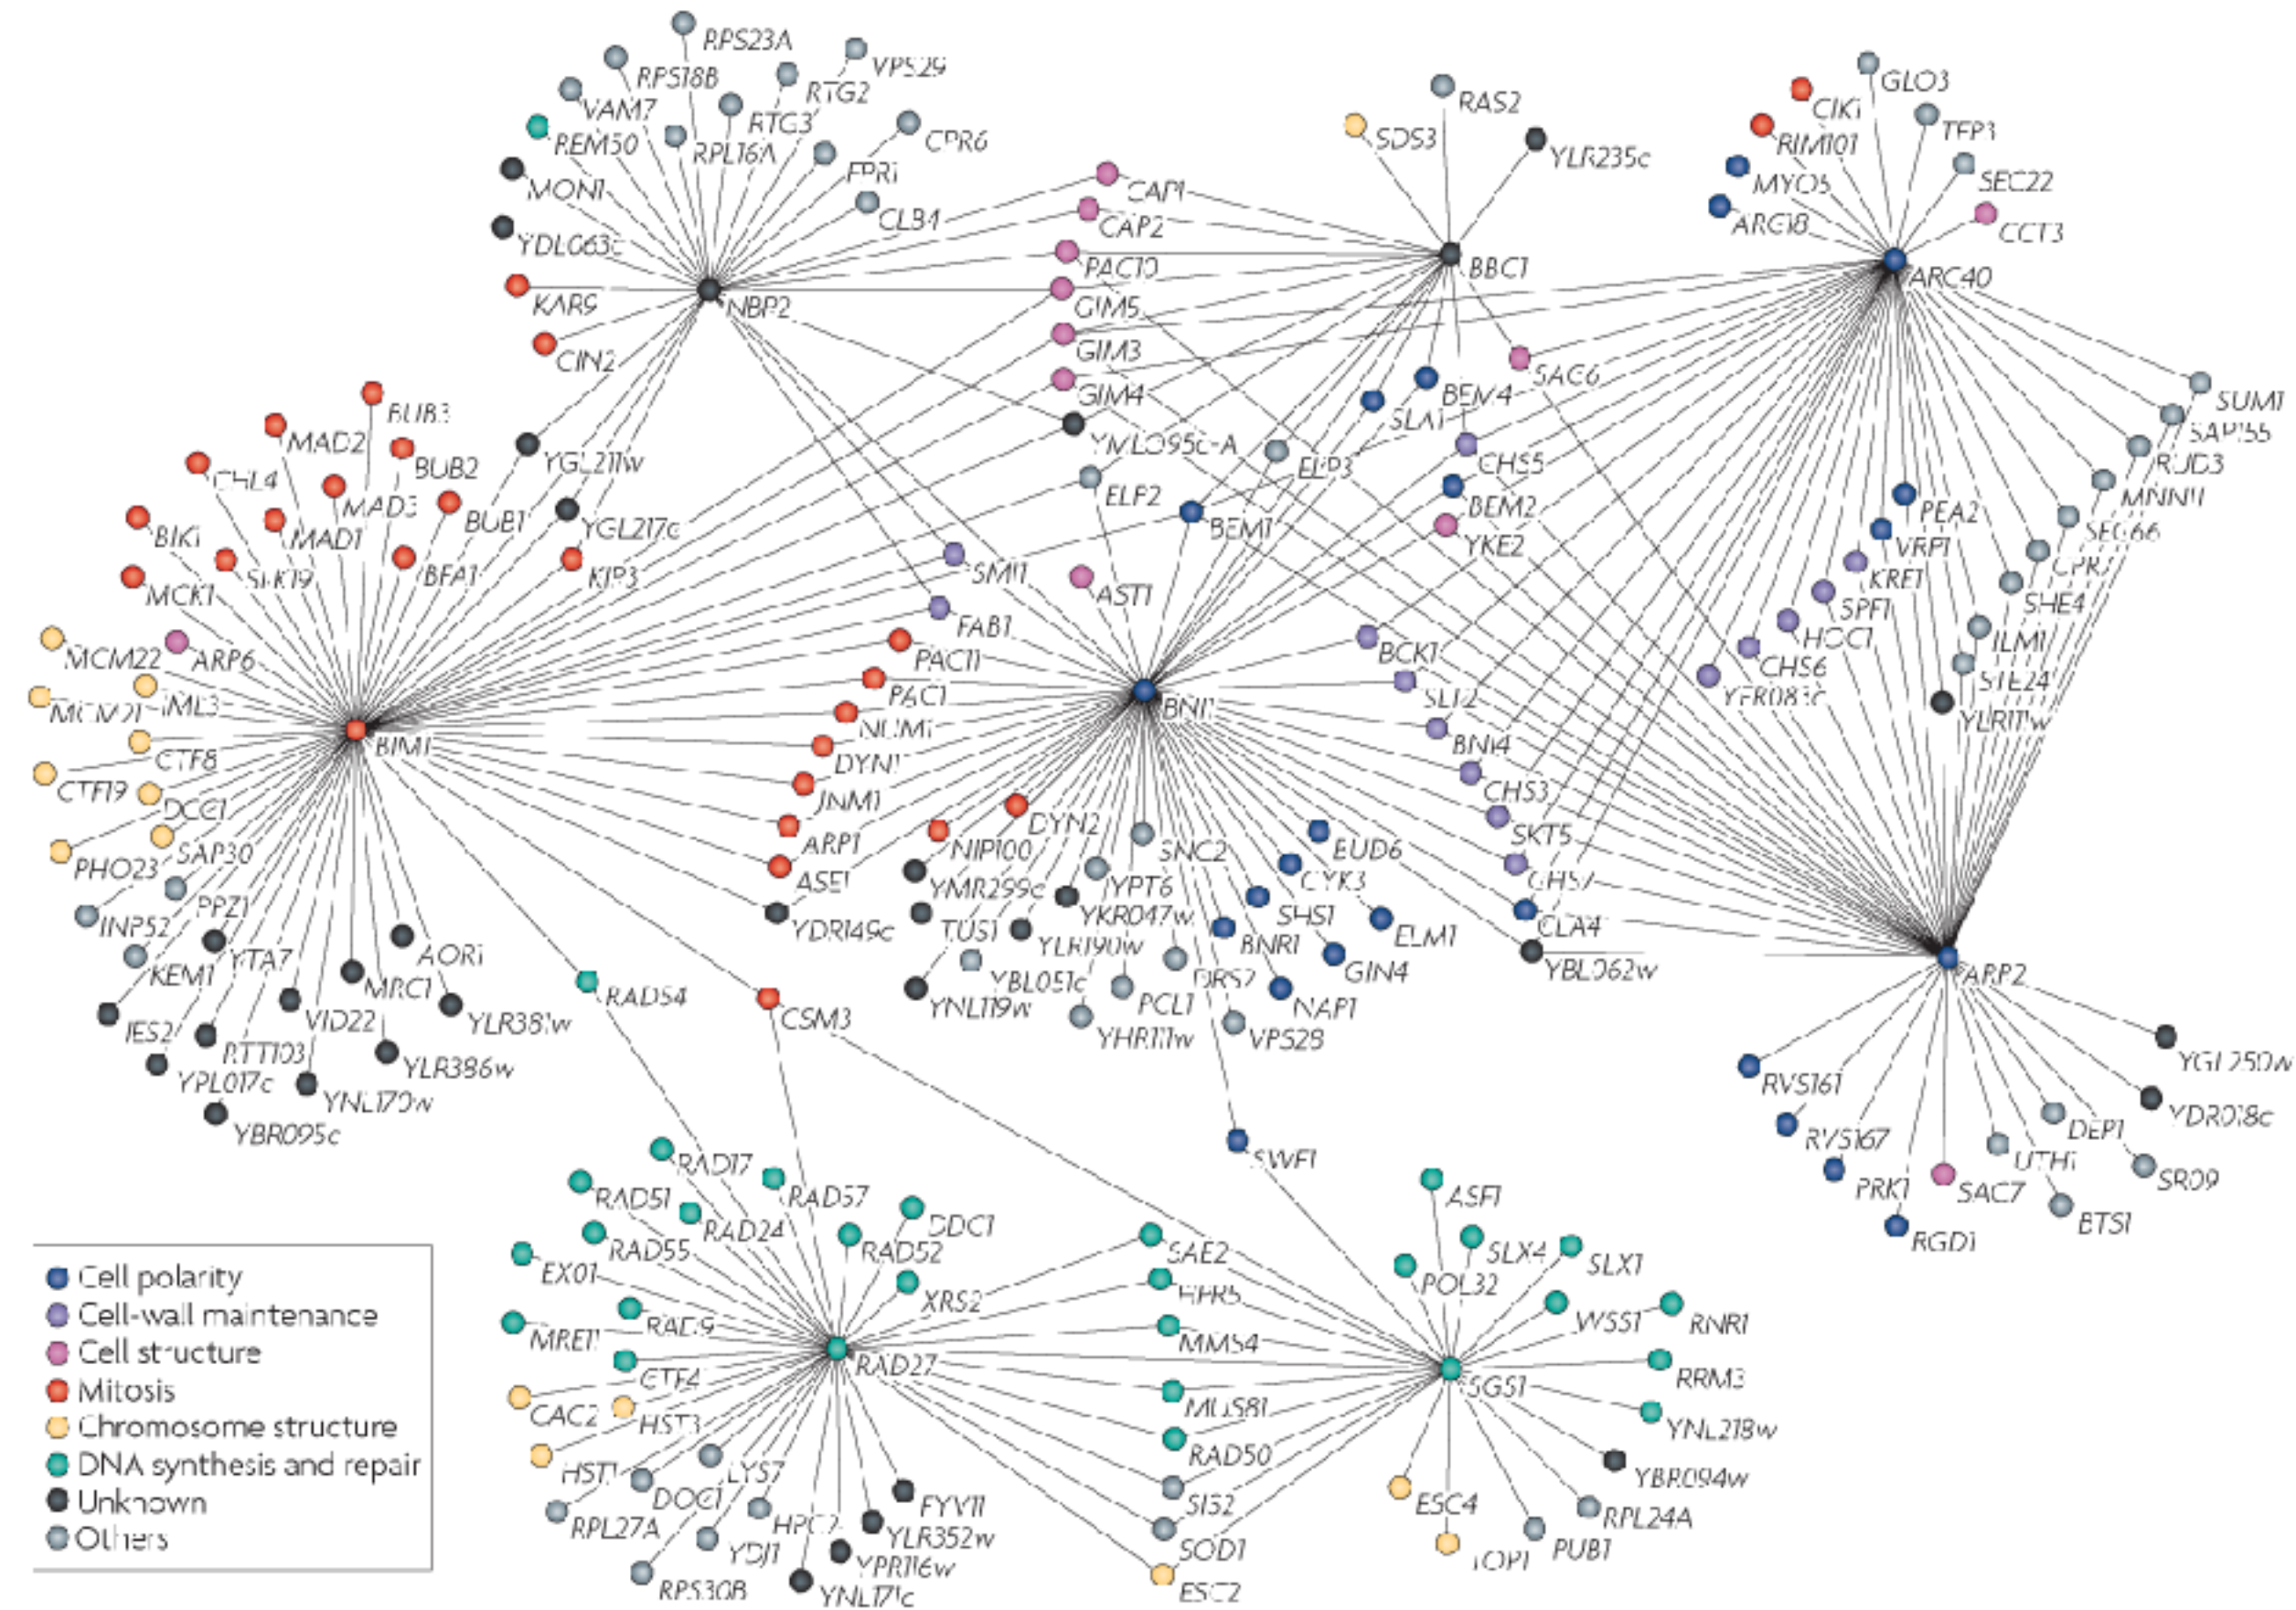 RPS23A
VPS29
RPS18B
RTG2
VAM7
RTG3
REM50
RPL16A
CPR6
MON1
FPR1
CLB4
YDL063c
KAR9
NBP2
CIN2
CAP1
CAP2
PAC10
GIM5
GIM3
GIM4
YML095c-A
RAS2
SDS3
YLR235c
BBC1
SAC6
BEM4
SLA1
CHS5
BEM2
YKE2
ELP3
ELP2
BEM1
GLO3
CIK1
TFP3
RIM101
MYO5
SEC22
ARC18
CCT3
ARC40
SUM1
SAP155
RUD3
MNN11
SEC66
CPR7
SHE4
ILM1
STE24
YLR111w
PEA2
VRP1
KRE1
SPF1
HOC1
CHS6
YER083c
BUB3
MAD2
BUB2
CHL4
MAD3
BUB1
BIK1
MAD1
SLK19
BFA1
MCK1
YGL211w
YGL217c
KIP3
MCM22
ARP6
MCM21
IML3
BIM1
CTF8
CTF19
DCC1
PHO23
SAP30
INP52
PPZ1
KEM1
YTA7
AOR1
MRC1
IES2
VID22
YLR381w
RTT103
YPL017c
YLR386w
YNL170w
YBR095c
SMI1
FAB1
PAC11
PAC1
NUM1
DYN1
JNM1
ARP1
ASE1
YDR149c
AST1
BNI1
DYN2
NIP100
YMR299c
TUS1
YNL119w
SNC2
YPT6
YKR047w
YLR190w
YBL051c
DRS2
PCL1
YHR111w
VPS28
BUD6
CYK3
SHS1
BNR1
ELM1
GIN4
NAP1
BCK1
SLT2
BNI4
CHS3
SKT5
CHS7
CLA4
YBL062w
ARP2
RVS161
RVS167
PRK1
RGD1
SAC7
UTH1
DEP1
BTS1
SRO9
YDR018c
YGL250w
RAD54
CSM3
SWF1
RAD17
RAD51
RAD57
RAD24
DDC1
RAD55
RAD52
EXO1
XRS2
RAD9
MRE11
RAD27
CTF4
CAC2
HST3
HST1
LYS7
DOC1
RPL27A
HPC2
YDJ1
RPS30B
FYV11
YLR352w
YPR116w
YNL171c
SAE2
HPR5
MMS4
MUS81
RAD50
SIS2
SOD1
ESC2
ASF1
SLX4
SLX1
POL32
WSS1
RNR1
RRM3
SGS1
YNL218w
YBR094w
ESC4
RPL24A
PUB1
TOP1
Cell polarity
Cell-wall maintenance
Cell structure
Mitosis
Chromosome structure
DNA synthesis and repair
Unknown
Others